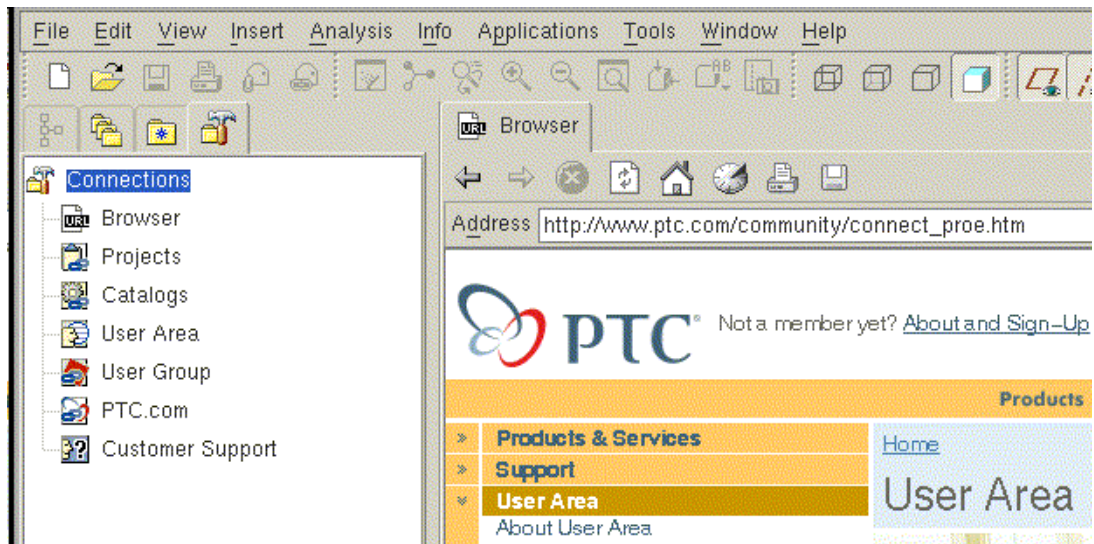 File Edit View Insert Analysis Info Applications Tools Window Help
Browser
Connections
Browser
Projects
Catalogs
User Area
User Group
PTC.com
Customer Support
Address http://www.ptc.com/community/connect_proe.htm
PTC® Not a member yet? About and Sign-Up
Products
» Products & Services
» Support
User Area
About User Area
Home
User Area